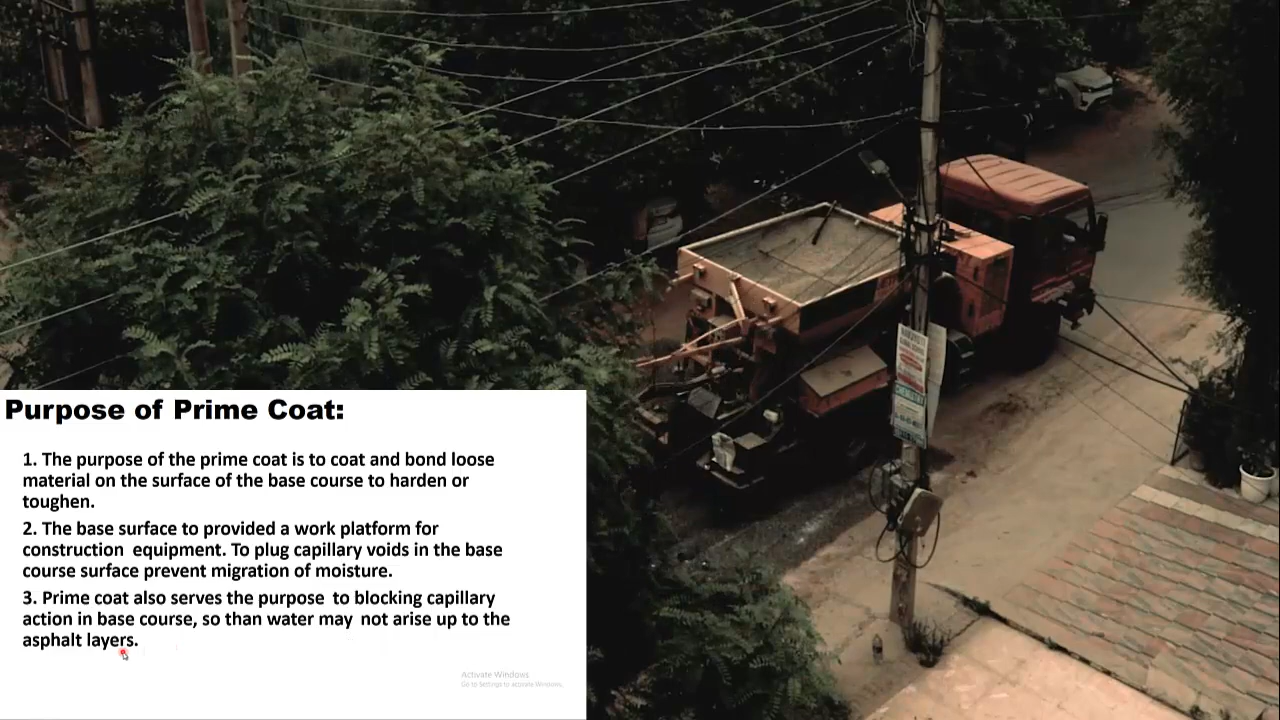 Purpose of Prime Coat:
1. The purpose of the prime coat is to coat and bond loose
material on the surface of the base course to harden or
toughen.
2. The base surface to provided a work platform for
construction equipment. To plug capillary voids in the base
course surface prevent migration of moisture.
3. Prime coat also serves the purpose to blocking capillary
action in base course, so than water may not arise up to the
asphalt layers.
Activate Windows
Go to Settings to activate Windows.
CHEMISTRY